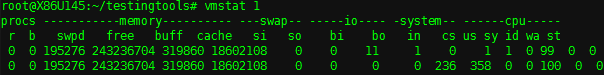 root@X86U145:~/testingtools# vmstat 1
procs -----------memory---------- ---swap-- -----io---- -system-- ------cpu-----
r b swpd free buff cache si so bi bo in cs us sy id wa st
0 0 195276 243236704 319860 18602108 0 0 0 11 1 0 1 0 99 0 0
0 0 195276 243236704 319860 18602108 0 0 0 0 236 358 0 0 100 0 0